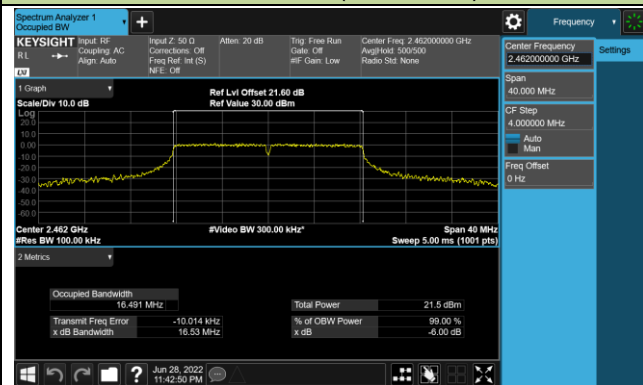 Spectrum Analyzer 1
Occupied BW
+
Frequency
KEYSIGHT
RL
LXI
Input: RF
Coupling: AC
Align: Auto
Input Z: 50 Ω
Corrections: Off
Freq Ref: Int (S)
NFE: Off
Atten: 20 dB
Trig: Free Run
Gate: Off
#IF Gain: Low
Center Freq: 2.462000000 GHz
Avg|Hold: 500/500
Radio Std: None
Center Frequency
2.462000000 GHz
Settings
Span
40.000 MHz
CF Step
4.000000 MHz
Auto
Man
Freq Offset
0 Hz
1 Graph
Scale/Div 10.0 dB
Ref Lvl Offset 21.60 dB
Ref Value 30.00 dBm
Log
20.0
10.0
0.00
-10.0
-20.0
-30.0
-40.0
-50.0
-60.0
Center 2.462 GHz
#Res BW 100.00 kHz
#Video BW 300.00 kHz*
Span 40 MHz
Sweep 5.00 ms (1001 pts)
2 Metrics
Occupied Bandwidth
16.491 MHz
Total Power 21.5 dBm
Transmit Freq Error -10.014 kHz
% of OBW Power 99.00 %
x dB Bandwidth 16.53 MHz
x dB -6.00 dB
?
Jun 28, 2022
11:42:50 PM